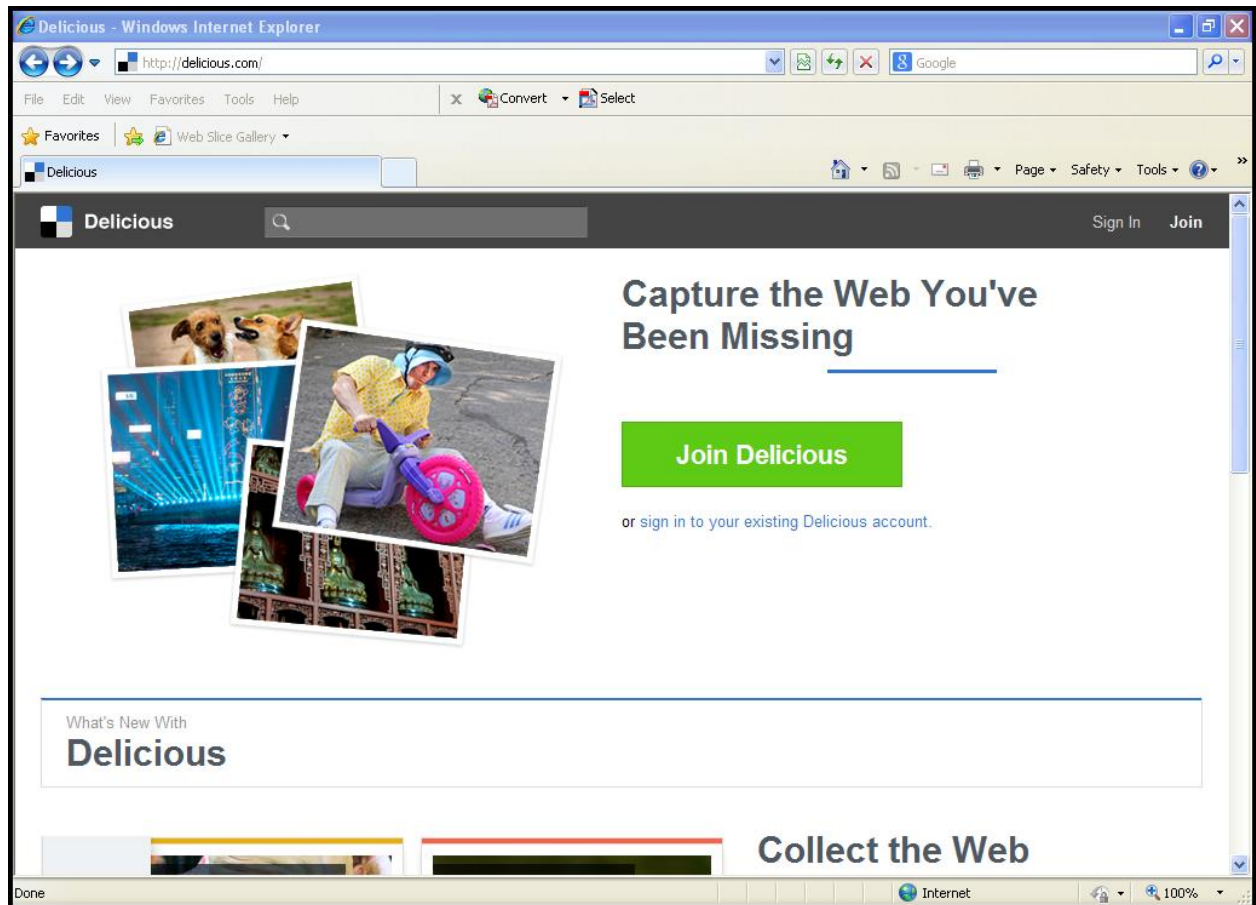 Delicious - Windows Internet Explorer
http://delicious.com/
Google
File Edit View Favorites Tools Help
x Convert Select
Favorites Web Slice Gallery
Delicious
Page Safety Tools
Delicious
Sign In Join
Capture the Web You've
Been Missing
Join Delicious
or sign in to your existing Delicious account.
What's New With
Delicious
Collect the Web
Done
Internet
100%